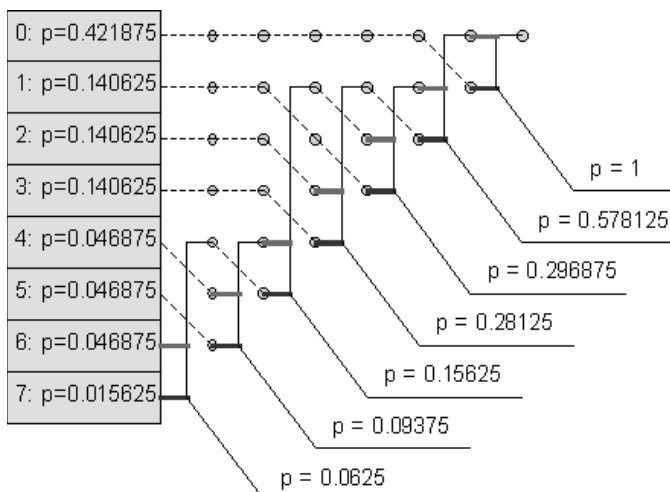 0: p=0.421875
1: p=0.140625
2: p=0.140625
3: p=0.140625
4: p=0.046875
5: p=0.046875
6: p=0.046875
7: p=0.015625
p = 1
p = 0.578125
p = 0.296875
p = 0.28125
p = 0.15625
p = 0.09375
p = 0.0625